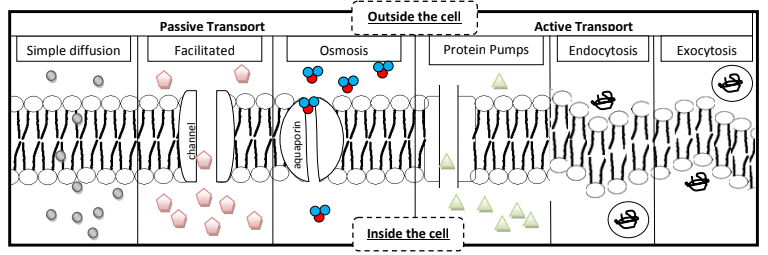 Outside the cell
Passive Transport
Active Transport
Simple diffusion
Facilitated
Osmosis
Protein Pumps
Endocytosis
Exocytosis
channel
aquaporin
Inside the cell